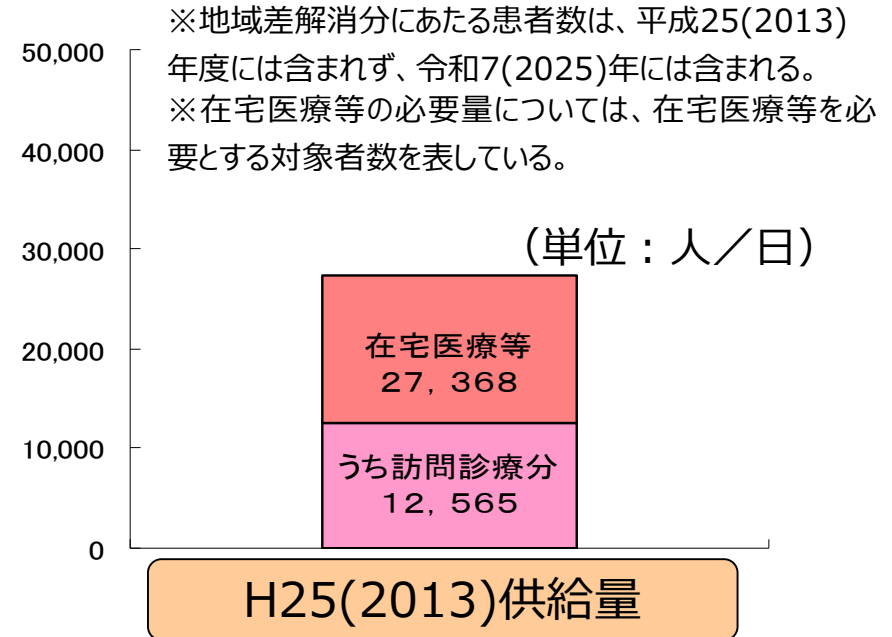 ※地域差解消分にあたる患者数は、平成25(2013)
年度には含まれず、令和7(2025)年には含まれる。
※在宅医療等の必要量については、在宅医療等を必
要とする対象者数を表している。
（単位：人／日）
50,000
40,000
30,000
20,000
10,000
0
在宅医療等
27，368
うち訪問診療分
12，565
H25(2013)供給量